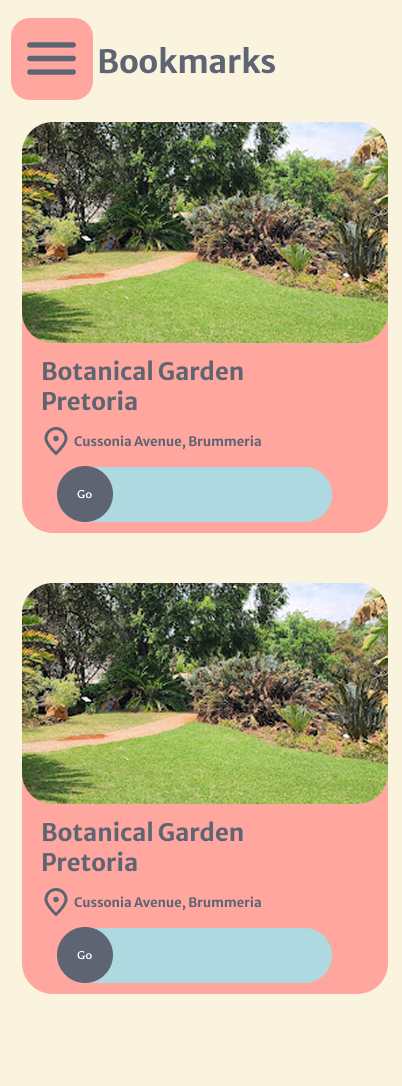 Bookmarks
Botanical Garden
Pretoria
Cussonia Avenue, Brummeria
Go
Botanical Garden
Pretoria
Cussonia Avenue, Brummeria
Go